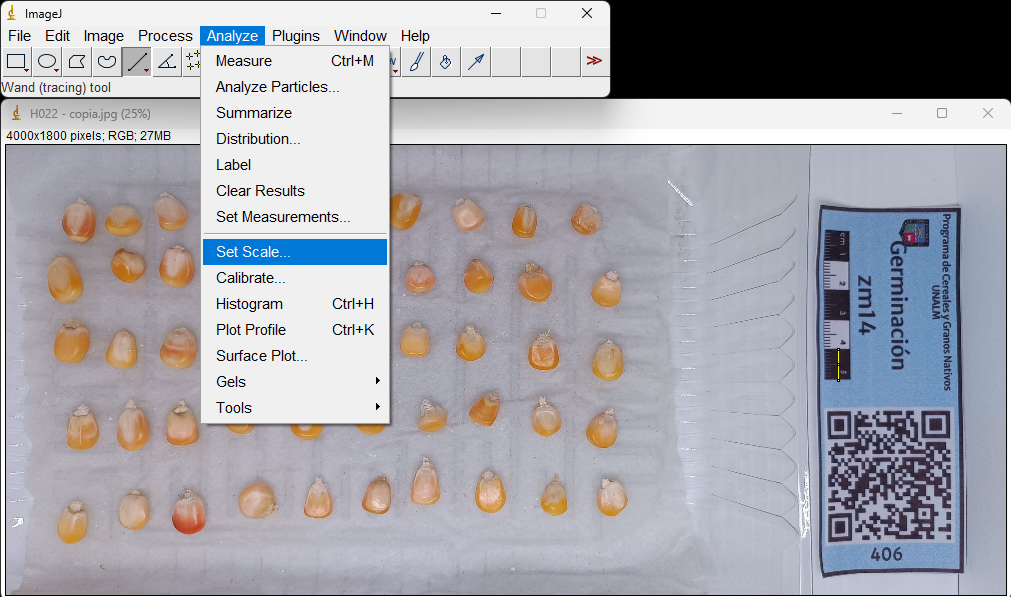 ImageJ
File Edit Image Process Analyze Plugins Window Help
Wand (tracing) tool
Measure Ctrl+M
Analyze Particles...
Summarize
Distribution...
Label
Clear Results
Set Measurements...
Set Scale...
Calibrate...
Histogram Ctrl+H
Plot Profile Ctrl+K
Surface Plot...
Gels
Tools
H022 - copia.jpg (25%)
4000x1800 pixels; RGB; 27MB
Programa de Cereales y Granos Nativos
UNALM
Germinación
zm14
cm
2
3
4
5
406